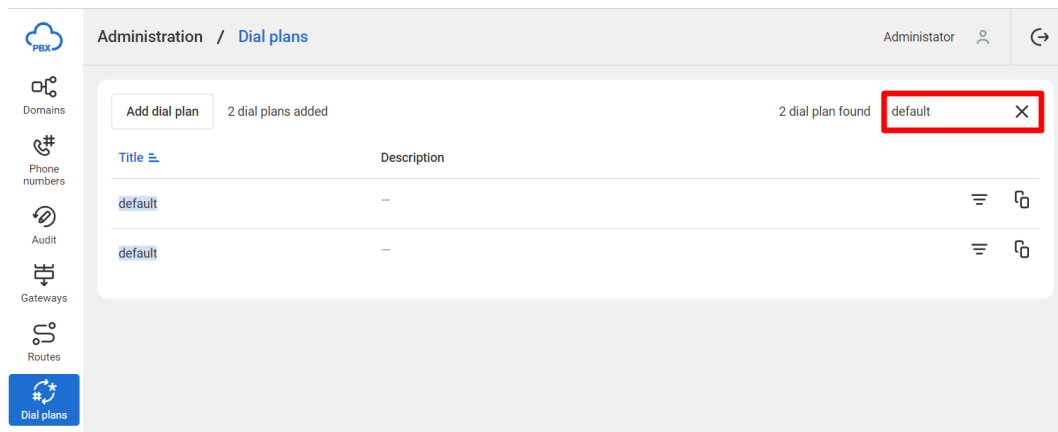 PBX
Administration / Dial plans
Administator
Domains
Phone
numbers
Audit
Gateways
Routes
Dial plans
Add dial plan
2 dial plans added
2 dial plan found
default
Title
Description
default
—
default
—